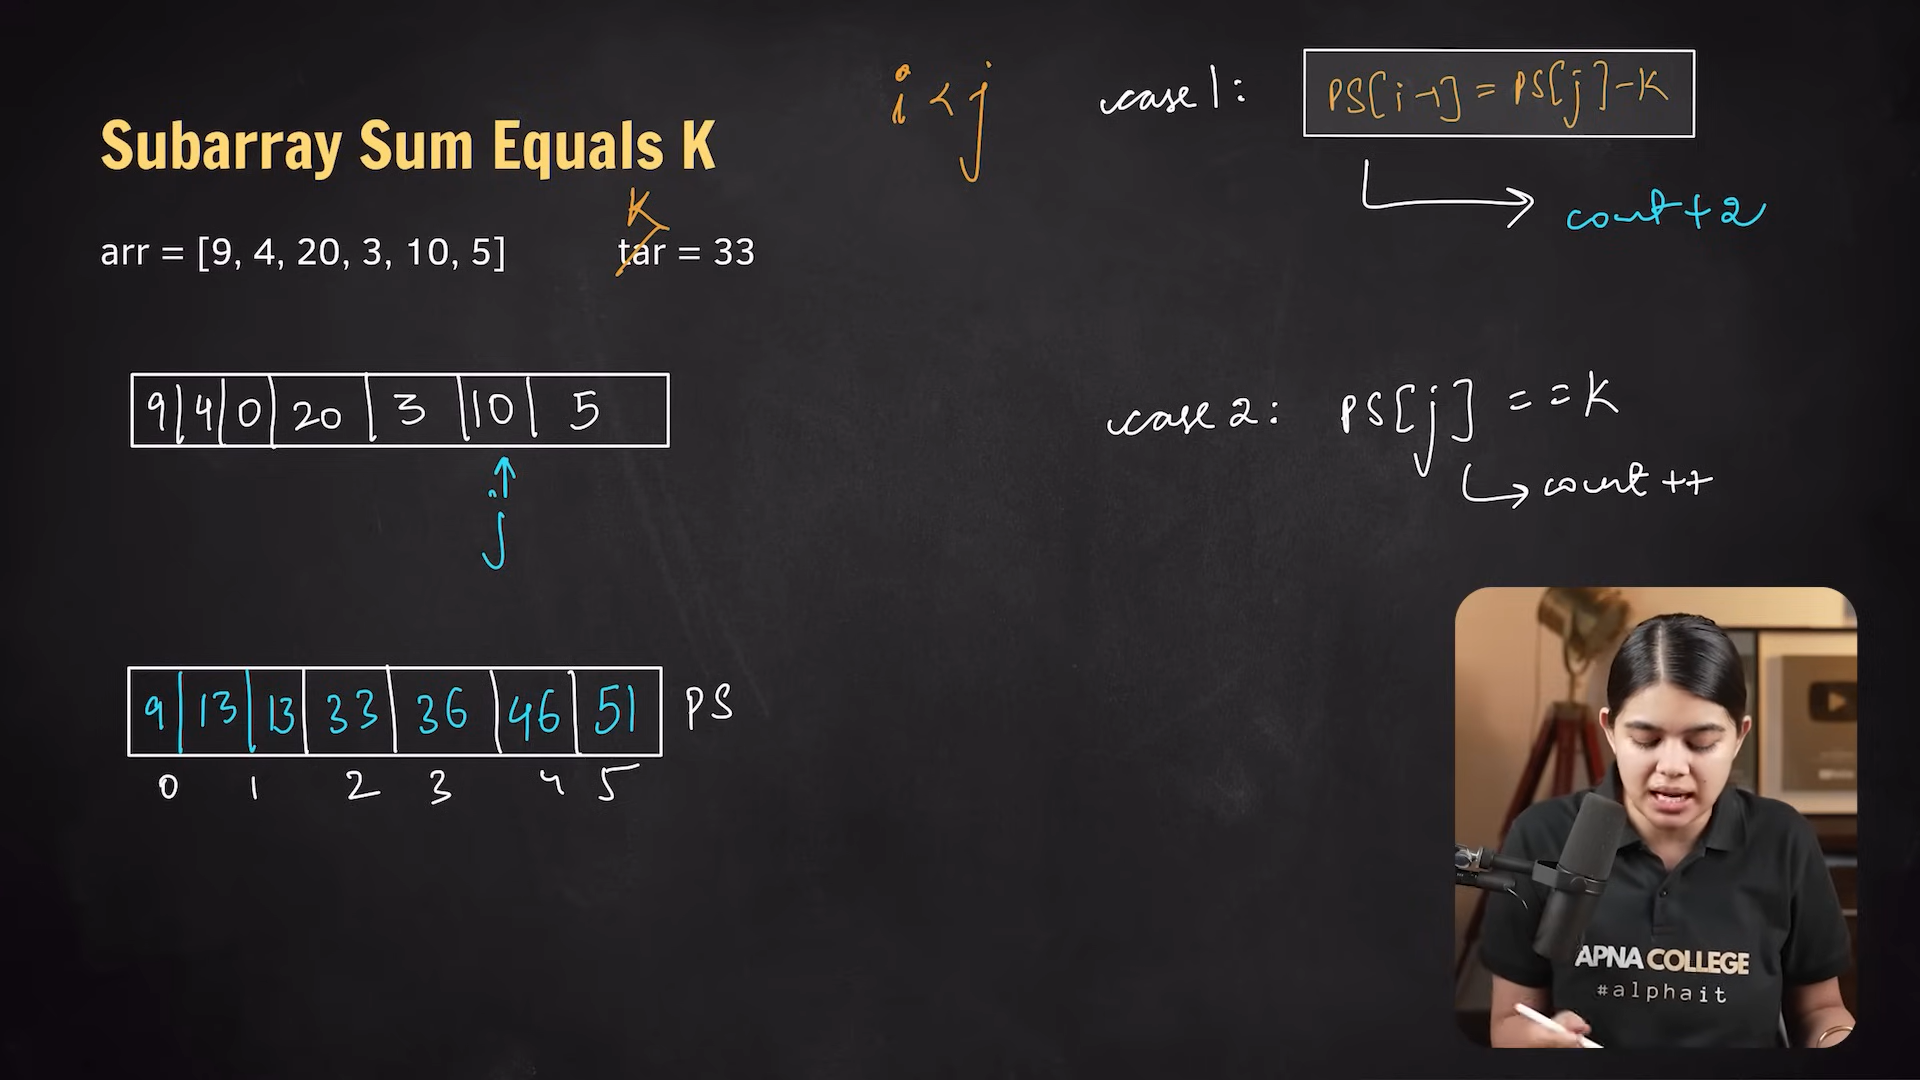 i < j
case 1: PS[i-1] = PS[j]-K
count + 2
Subarray Sum Equals K
K
arr = [9, 4, 20, 3, 10, 5] tar = 33
9 4 0 20 3 10 5
j
case 2: PS[j] == K
count ++
9 13 13 33 36 46 51 PS
0 1 2 3 4 5
APNA COLLEGE
#alphait